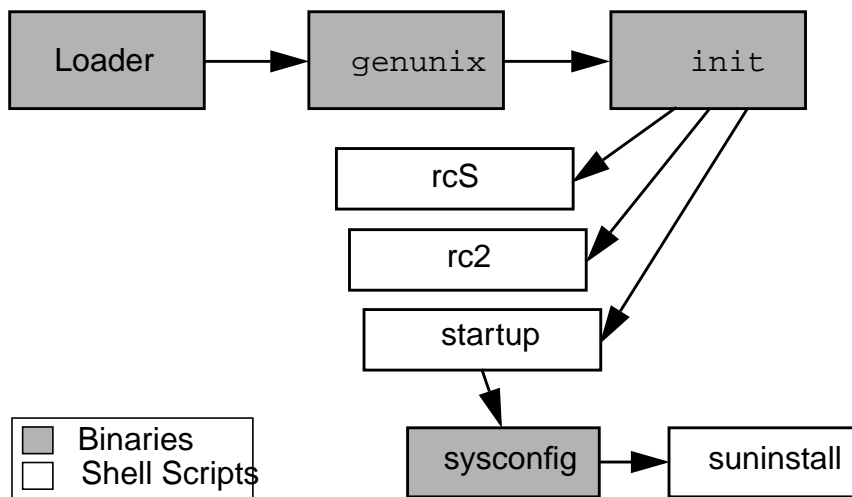 Loader
genunix
init
rcS
rc2
startup
sysconfig
suninstall
Binaries
Shell Scripts